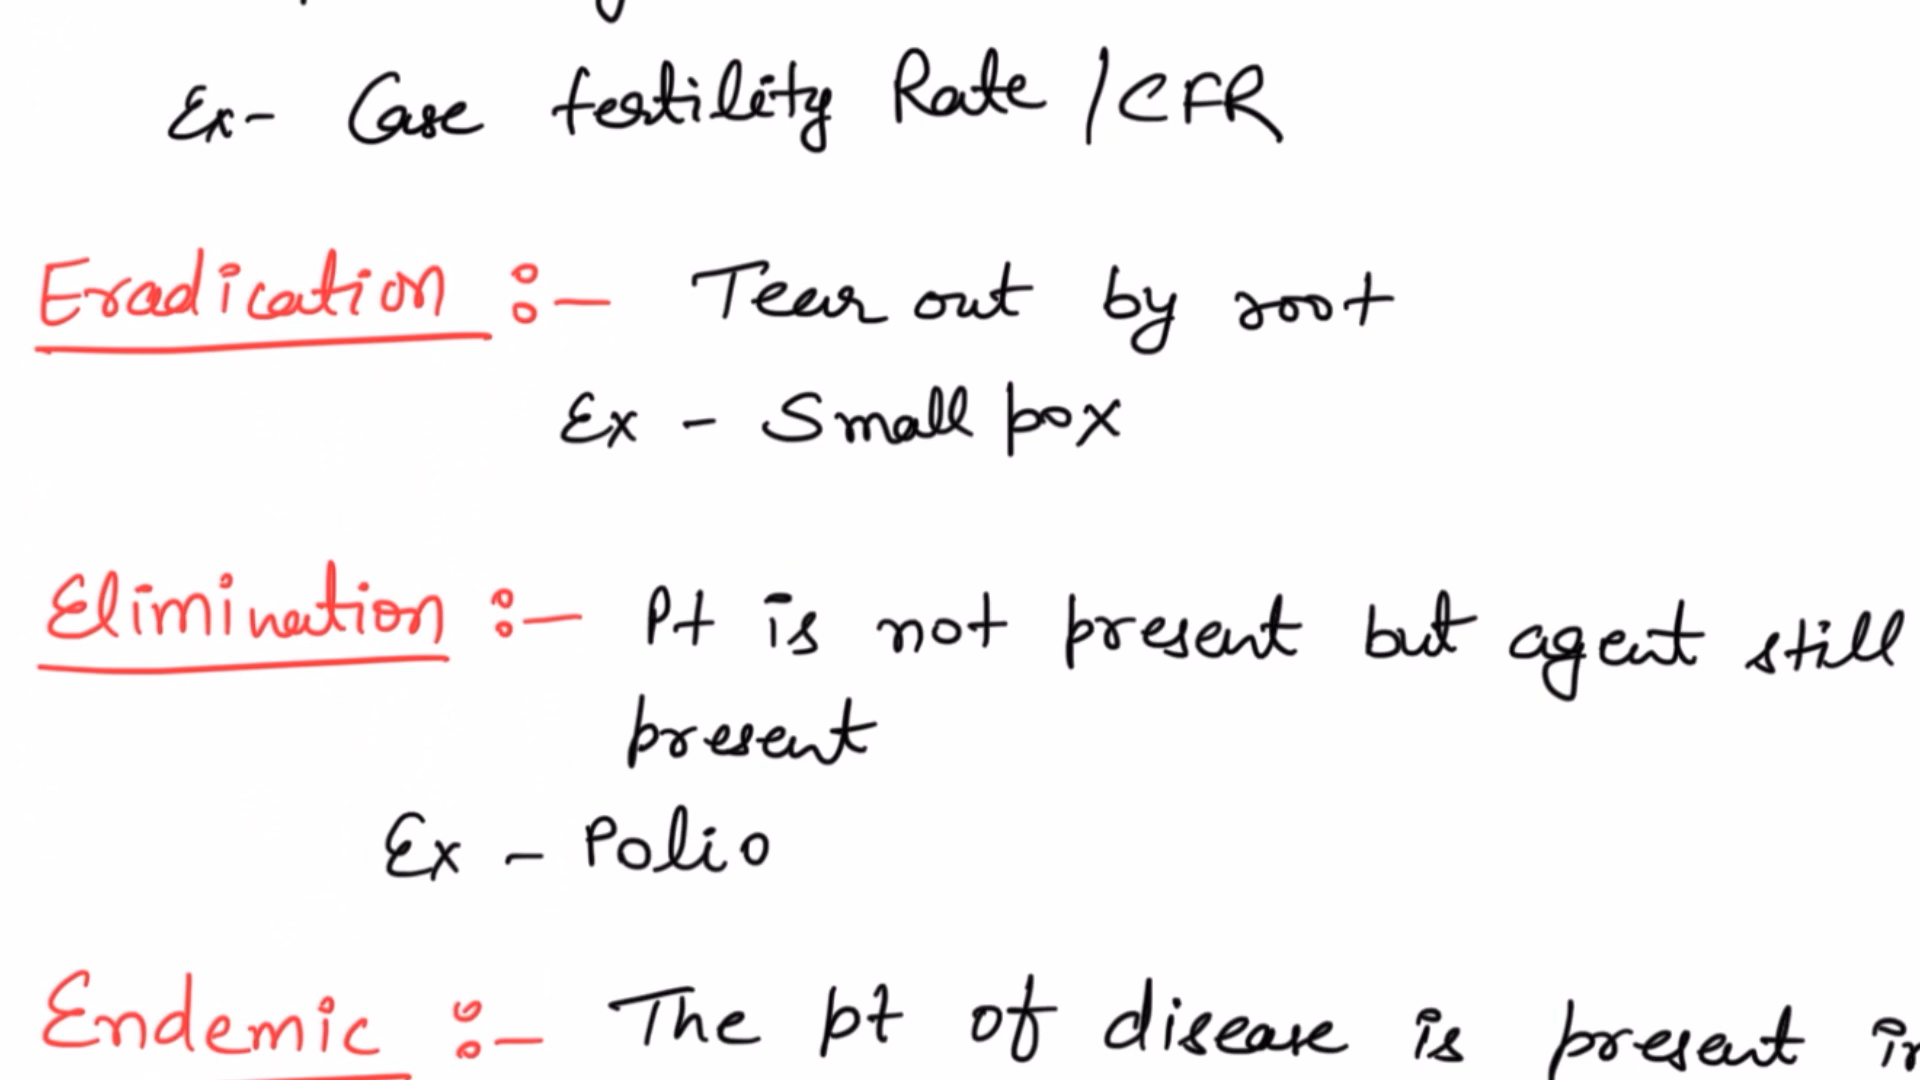 Ex- Case fertility Rate /CFR
Eradication :- Tear out by root
Ex - Small pox
Elimination :- Pt is not present but agent still
present
Ex - Polio
Endemic :- The pt of disease is present in